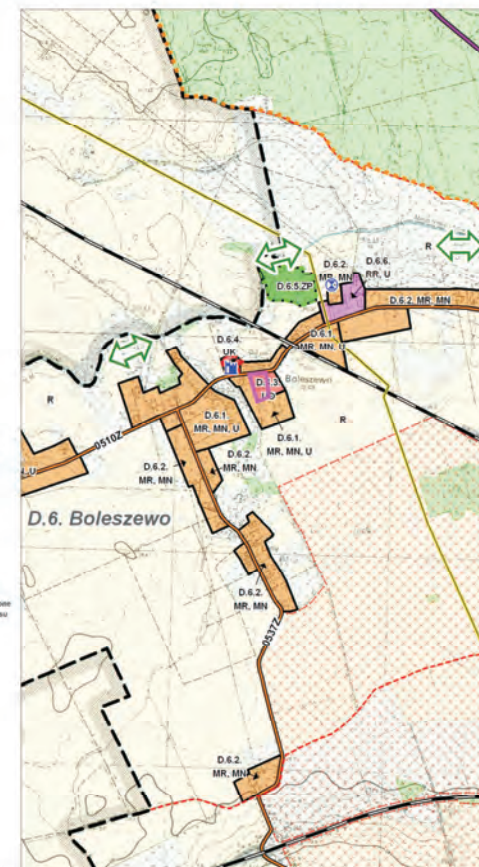 D.6.2.
MR, MN
D.6.6.
RR, U
R
D.6.5.ZP
D.6.2. MR, MN
D.6.1.
MR, MN, U
D.6.4.
UK
Boleszewo
R
D.6.1.
MR, MN, U
R
D.6.1.
MR, MN, U
0510Z
D.6.2.
MR, MN
D.6.2.
MR, MN
D.6. Boleszewo
D.6.2.
MR, MN
0537Z
D.6.2.
MR, MN